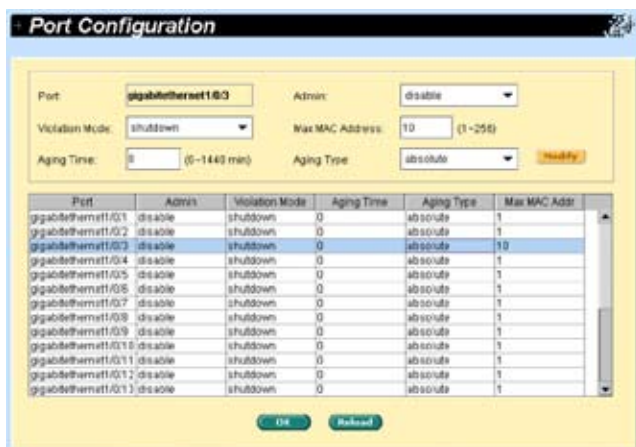 Port Configuration
Port: gigabitethernet1/0/3 Admin: disable
Violation Mode: shutdown Max MAC Address: 10 (1~256)
Aging Time: 0 (0~1440 min) Aging Type absolute Modify
Port Admin Violation Mode Aging Time Aging Type Max MAC Addr
gigabitethernet1/0/1 disable shutdown 0 absolute 1
gigabitethernet1/0/2 disable shutdown 0 absolute 1
gigabitethernet1/0/3 disable shutdown 0 absolute 10
gigabitethernet1/0/4 disable shutdown 0 absolute 1
gigabitethernet1/0/5 disable shutdown 0 absolute 1
gigabitethernet1/0/6 disable shutdown 0 absolute 1
gigabitethernet1/0/7 disable shutdown 0 absolute 1
gigabitethernet1/0/8 disable shutdown 0 absolute 1
gigabitethernet1/0/9 disable shutdown 0 absolute 1
gigabitethernet1/0/10 disable shutdown 0 absolute 1
gigabitethernet1/0/11 disable shutdown 0 absolute 1
gigabitethernet1/0/12 disable shutdown 0 absolute 1
gigabitethernet1/0/13 disable shutdown 0 absolute 1
OK Reload